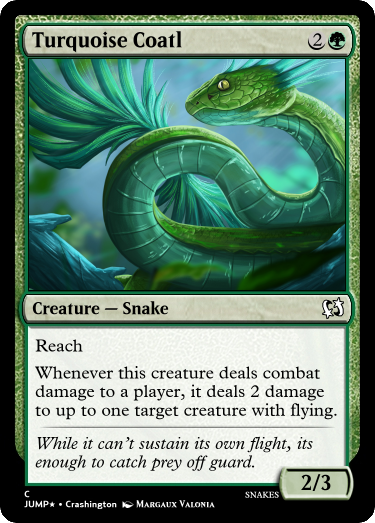 Turquoise Coatl 2
Creature — Snake
Reach
Whenever this creature deals combat
damage to a player, it deals 2 damage
to up to one target creature with flying.
While it can't sustain its own flight, its
enough to catch prey off guard.
2/3
C SNAKES
JUMP★ • Crashington MARGAUX VALONIA